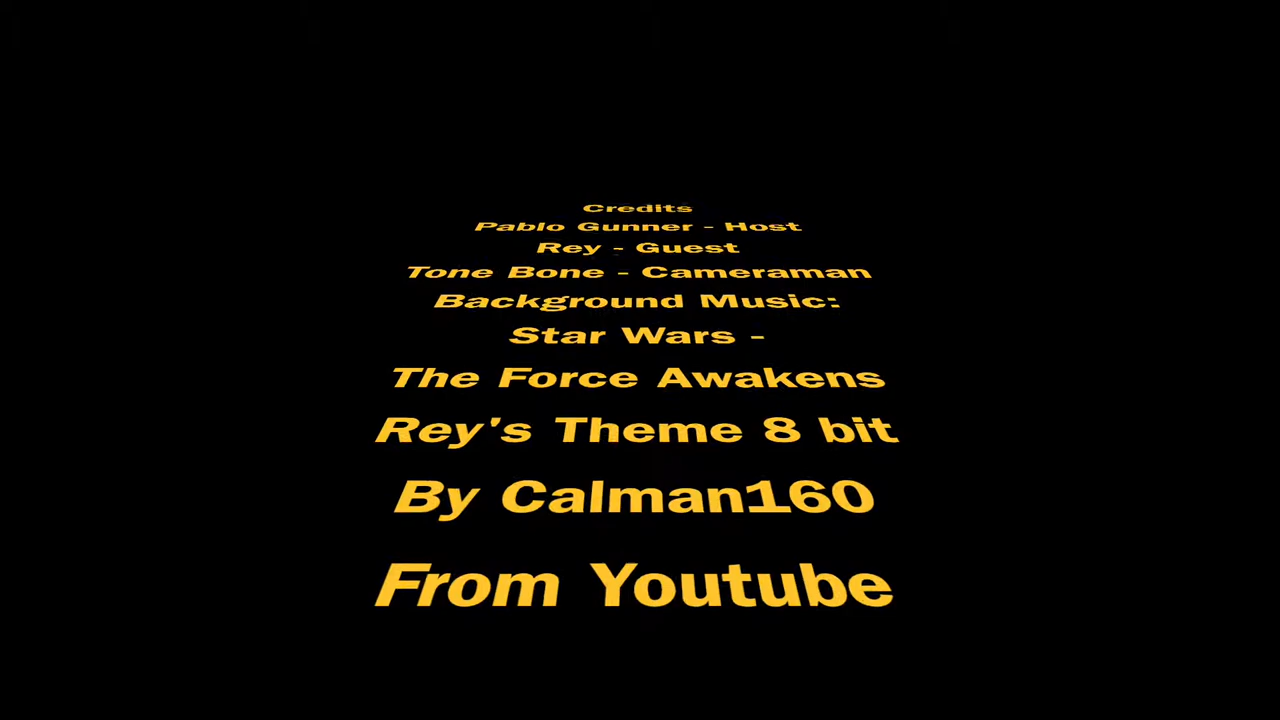 Credits
Pablo Gunner - Host
Rey - Guest
Tone Bone - Cameraman
Background Music:
Star Wars -
The Force Awakens
Rey's Theme 8 bit
By Calman160
From Youtube